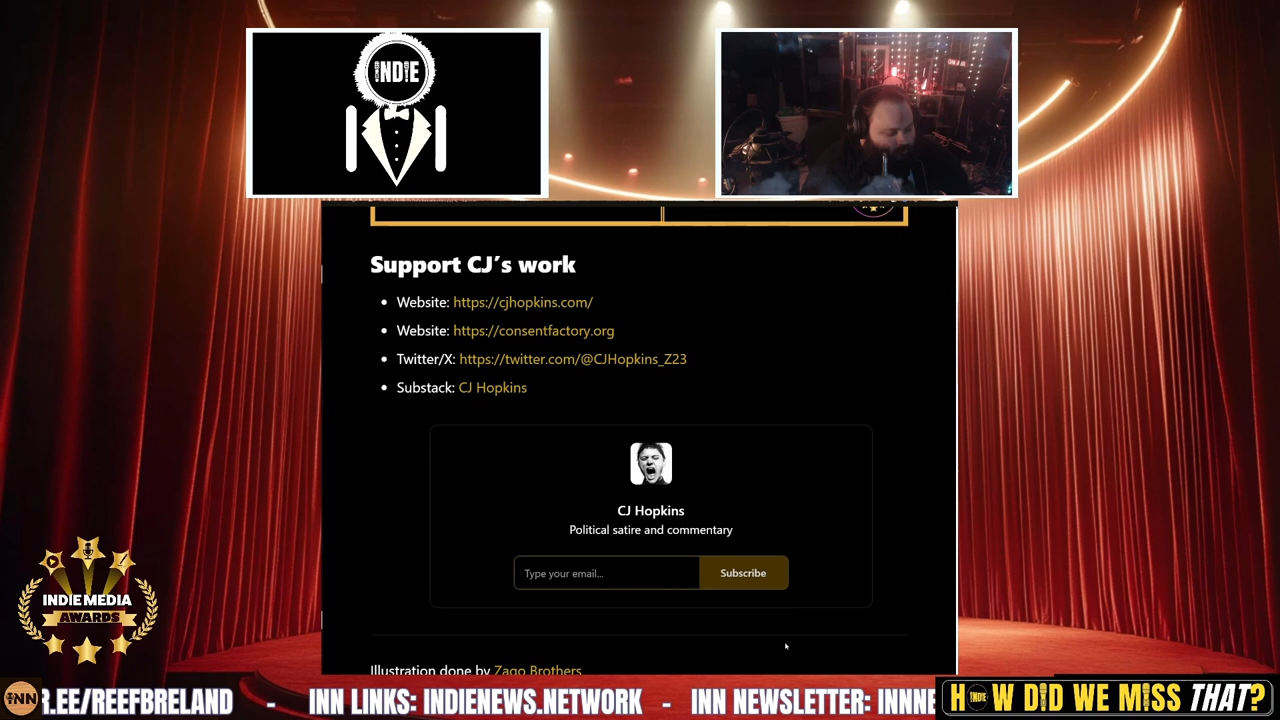 INDIE
Support CJ's work
• Website: https://cjhopkins.com/
• Website: https://consentfactory.org
• Twitter/X: https://twitter.com/@CJHopkins_Z23
• Substack: CJ Hopkins
CJ Hopkins
Political satire and commentary
Type your email...
Subscribe
Illustration done by Zago Brothers
INDIE MEDIA
AWARDS
INN
R.EE/REEFBRELAND - INN LINKS: INDIENEWS.NETWORK - INN NEWSLETTER: INNNE
HOW DID WE MISS THAT?
INDIE